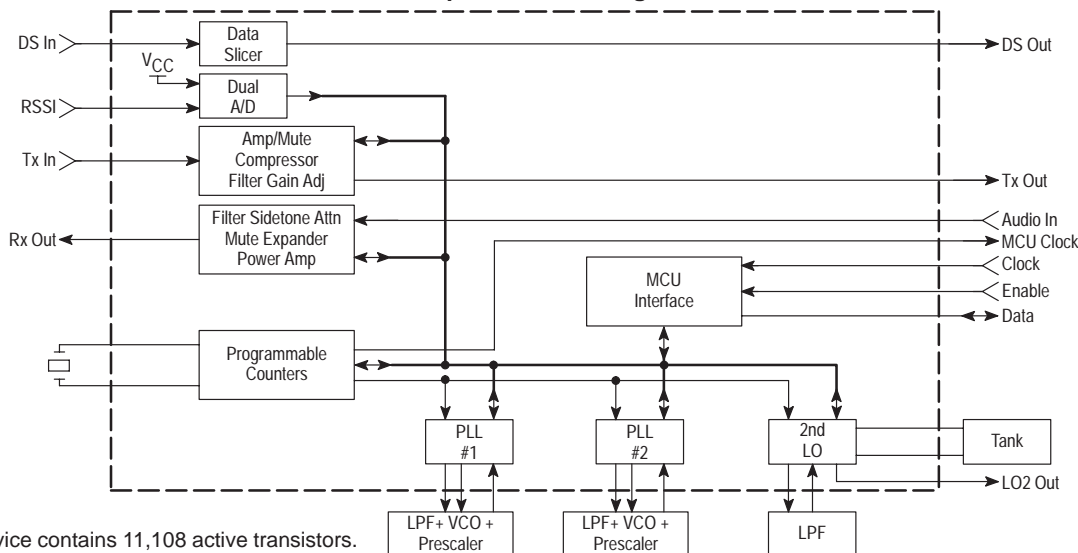 DS In
Data
Slicer
DS Out
VCC
Dual
A/D
RSSI
Tx In
Amp/Mute
Compressor
Filter Gain Adj
Tx Out
Rx Out
Filter Sidetone Attn
Mute Expander
Power Amp
Audio In
MCU Clock
Clock
Enable
Data
MCU
Interface
Programmable
Counters
PLL
#1
PLL
#2
2nd
LO
Tank
LO2 Out
LPF+ VCO +
Prescaler
LPF+ VCO +
Prescaler
LPF
vice contains 11,108 active transistors.